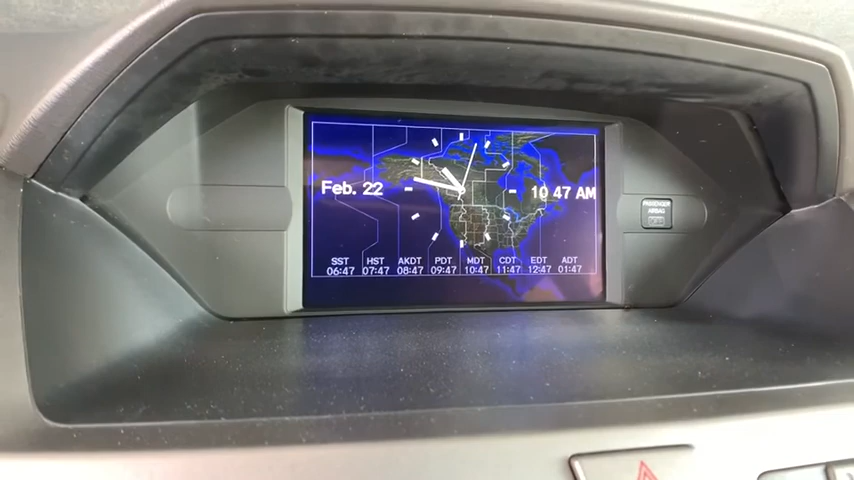 Feb. 22
10 47 AM
SST HST AKDT PDT MDT CDT EDT ADT
06:47 07:47 08:47 09:47 10:47 11:47 12:47 01:47
PASSENGER
AIRBAG